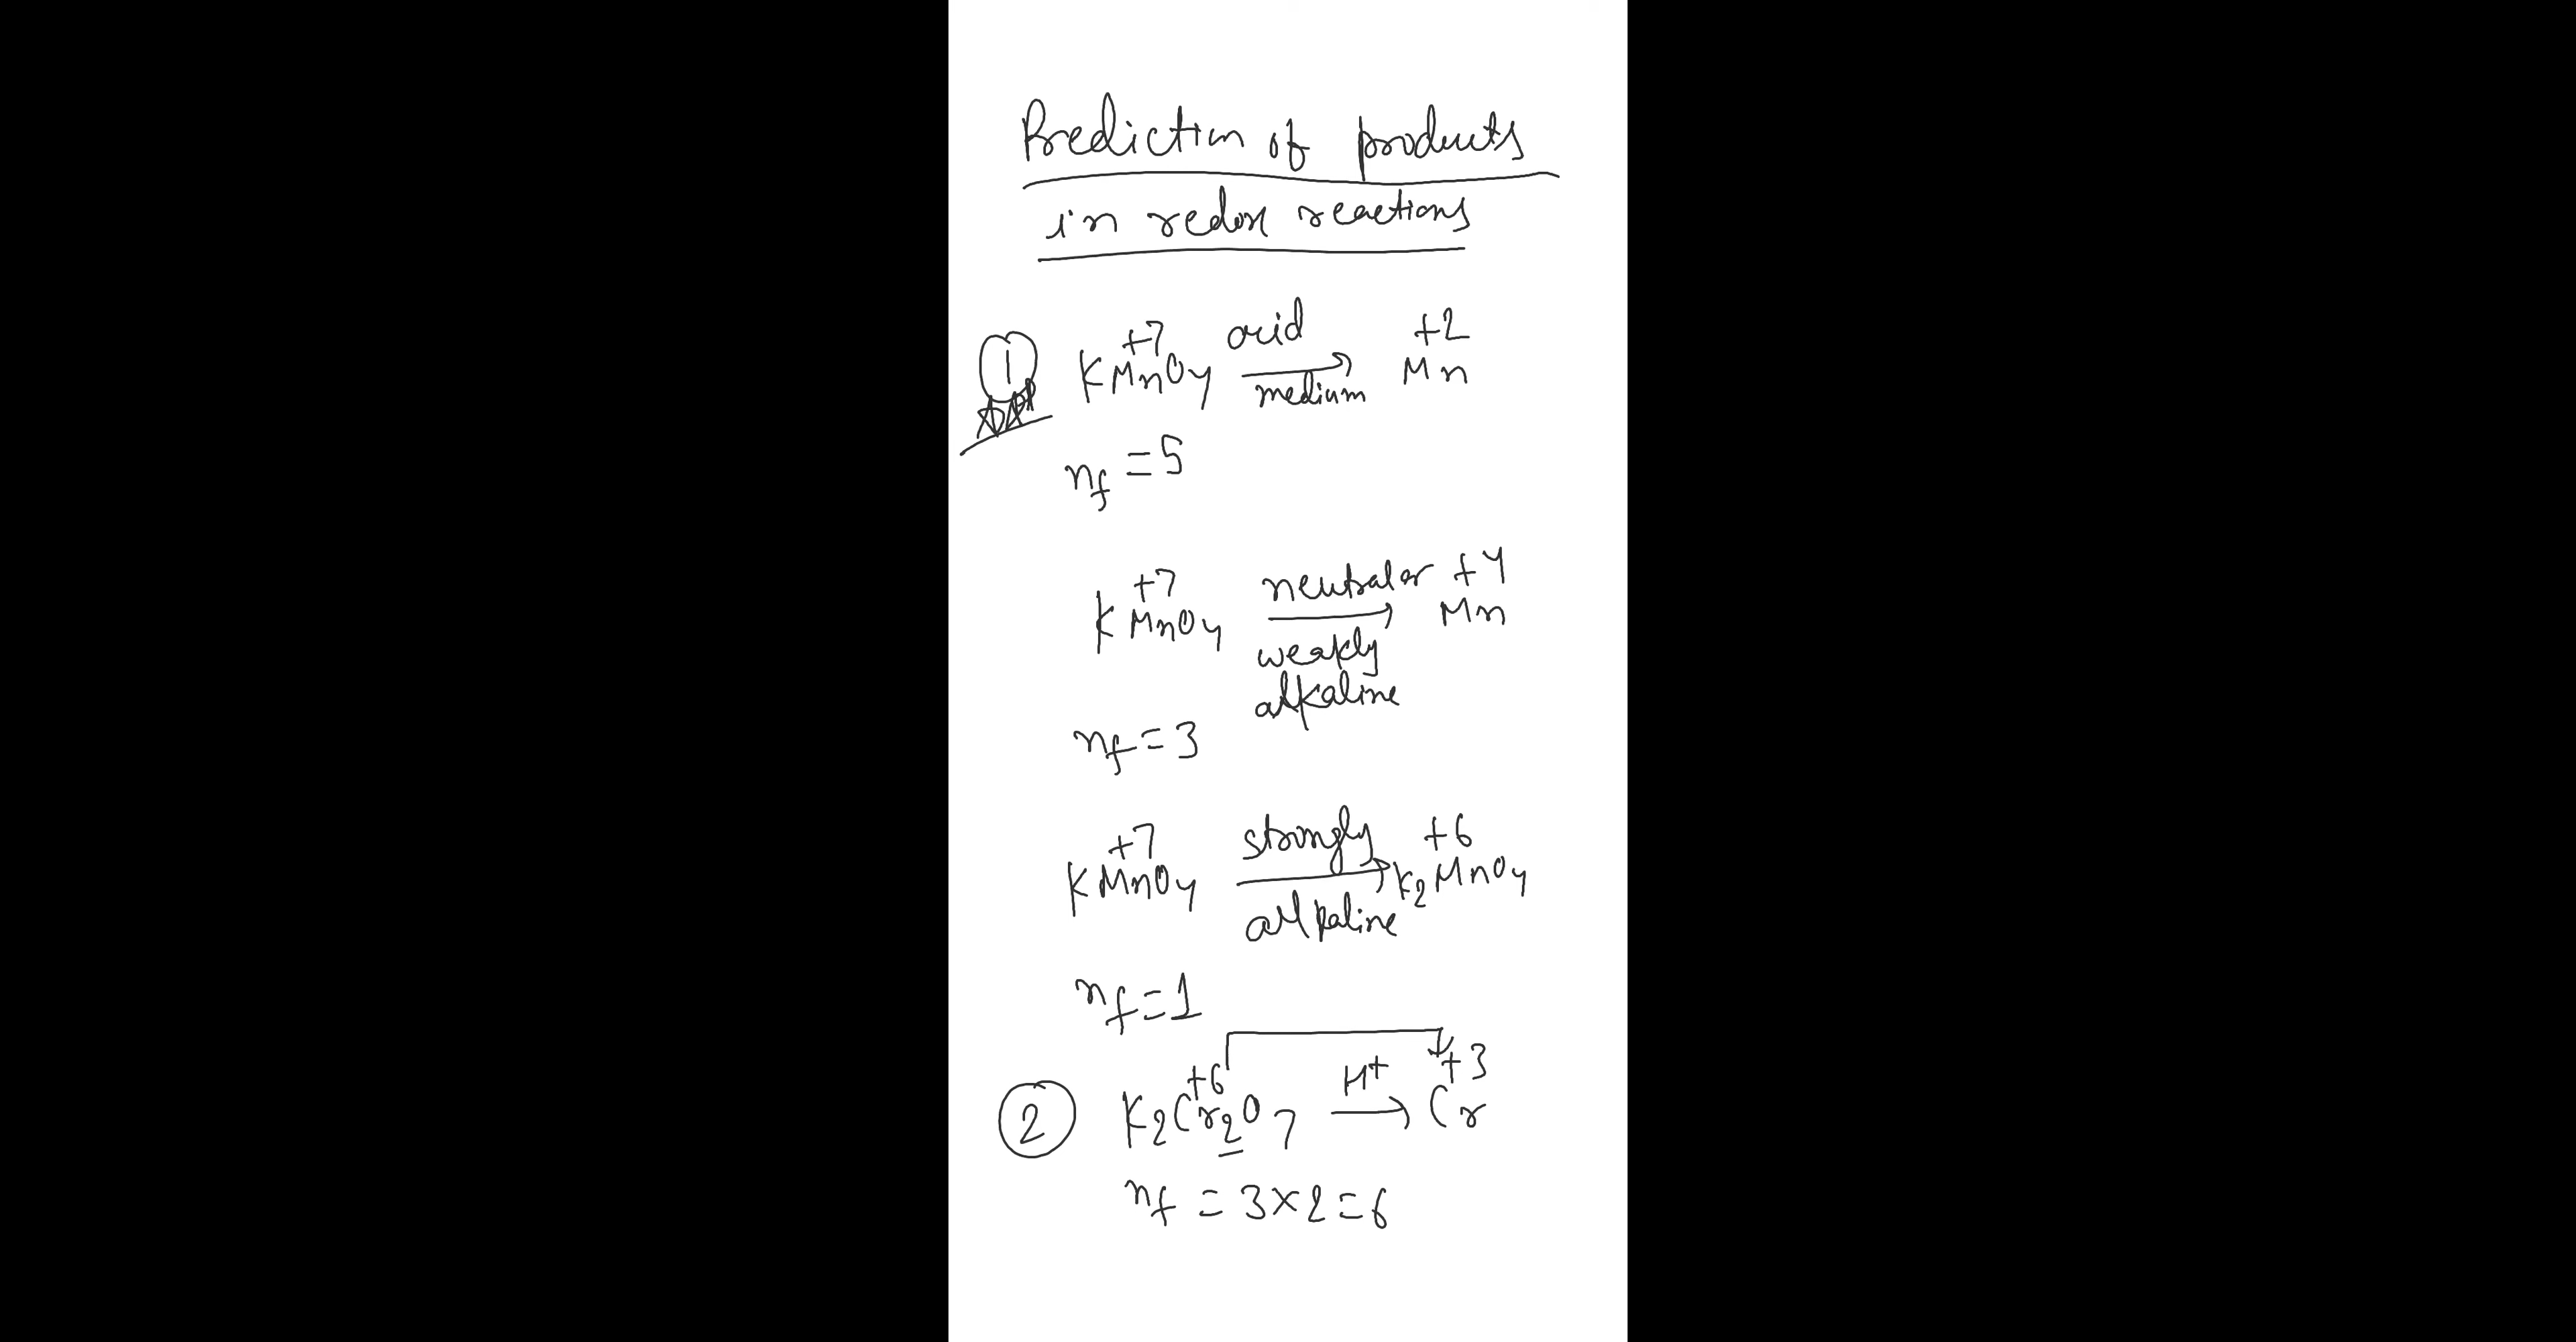 Prediction of products
in redox reactions
+7 acid +2
① KMnO4 → Mn
medium
nf = 5
+7 neutral or +4
KMnO4 → Mn
weakly
alkaline
nf = 3
+7 strongly +6
KMnO4 → K2MnO4
alkaline
nf = 1
+6 H+ +3
② K2Cr2O7 → Cr
nf = 3×2 = 6